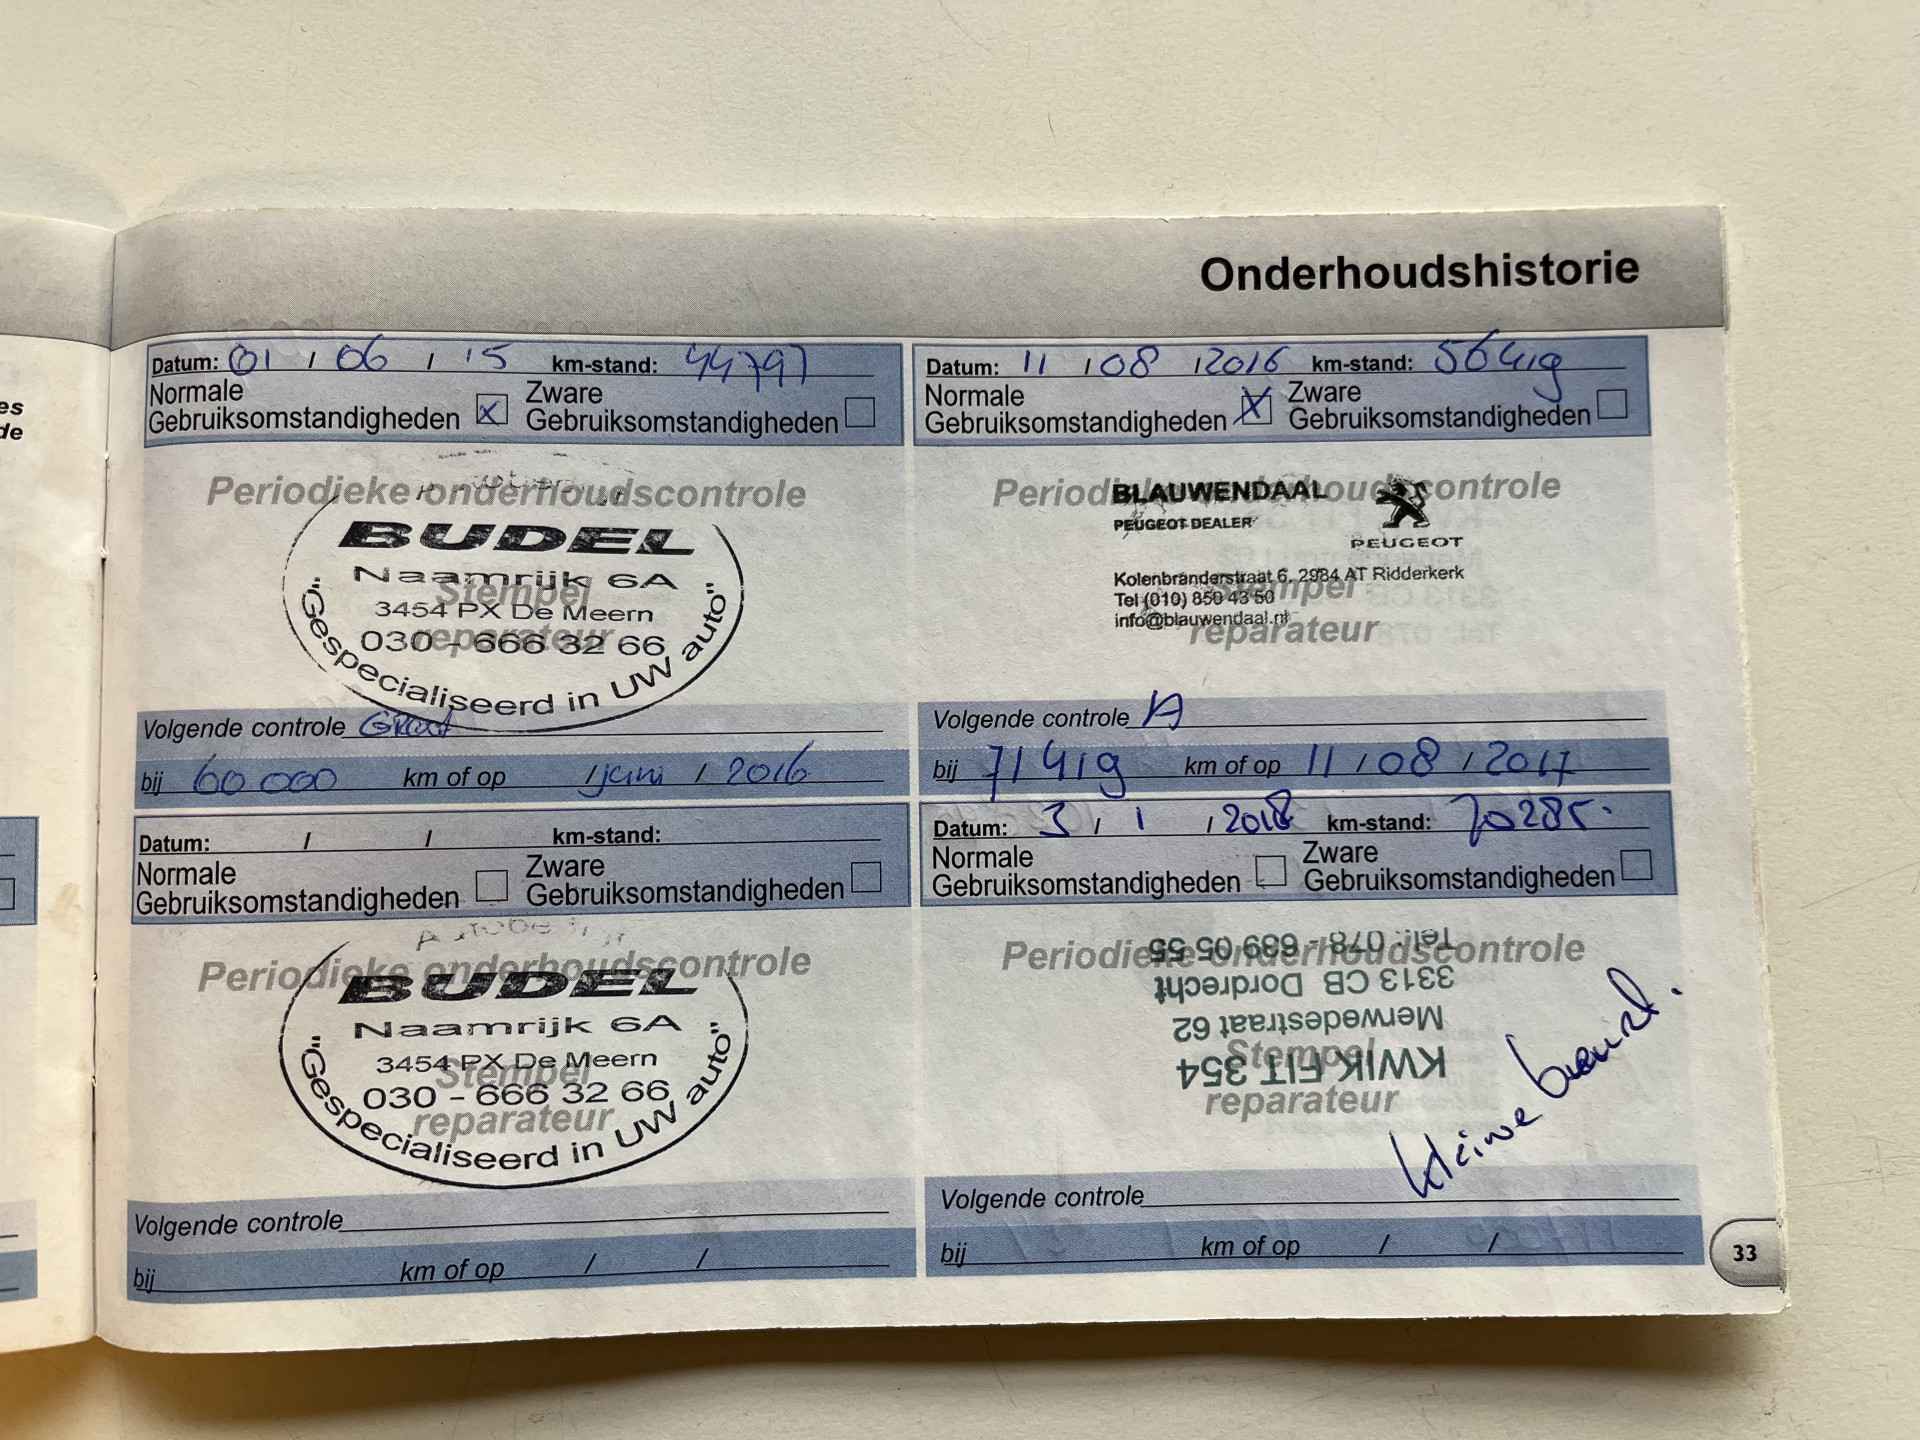 es
de
Onderhoudshistorie
Datum: 01 / 06 / '15 km-stand: 44797
Normale
Gebruiksomstandigheden x Zware
Gebruiksomstandigheden
Periodieke onderhoudscontrole
BUDEL
Naamrijk 6A
3454 PX De Meern
030 - 666 32 66
"Gespecialiseerd in UW auto"
Stempel
reparateur
Volgende controle Groot
bij 60 000 km of op / juni / 2016
Datum: 11 / 08 / 2016 km-stand: 56419
Normale
Gebruiksomstandigheden X Zware
Gebruiksomstandigheden
Periodieke onderhoudscontrole
BLAUWENDAAL
PEUGEOT DEALER
PEUGEOT
Kolenbranderstraat 6, 2984 AT Ridderkerk
Tel (010) 850 43 50
info@blauwendaal.nl
Stempel
reparateur
Volgende controle A
bij 71419 km of op 11 / 08 / 2017
Datum: / / km-stand:
Normale
Gebruiksomstandigheden Zware
Gebruiksomstandigheden
Periodieke onderhoudscontrole
BUDEL
Naamrijk 6A
3454 PX De Meern
030 - 666 32 66
"Gespecialiseerd in UW auto"
Stempel
reparateur
Volgende controle
bij km of op / /
Datum: 3 / 1 / 2018 km-stand: 70285.
Normale
Gebruiksomstandigheden Zware
Gebruiksomstandigheden
Periodieke onderhoudscontrole
KWIK FIT 354
Merwedestraat 62
3313 CB Dordrecht
Tel.: 078 - 639 05 55
Stempel
reparateur
kleine beurt.
Volgende controle
bij km of op / /
33